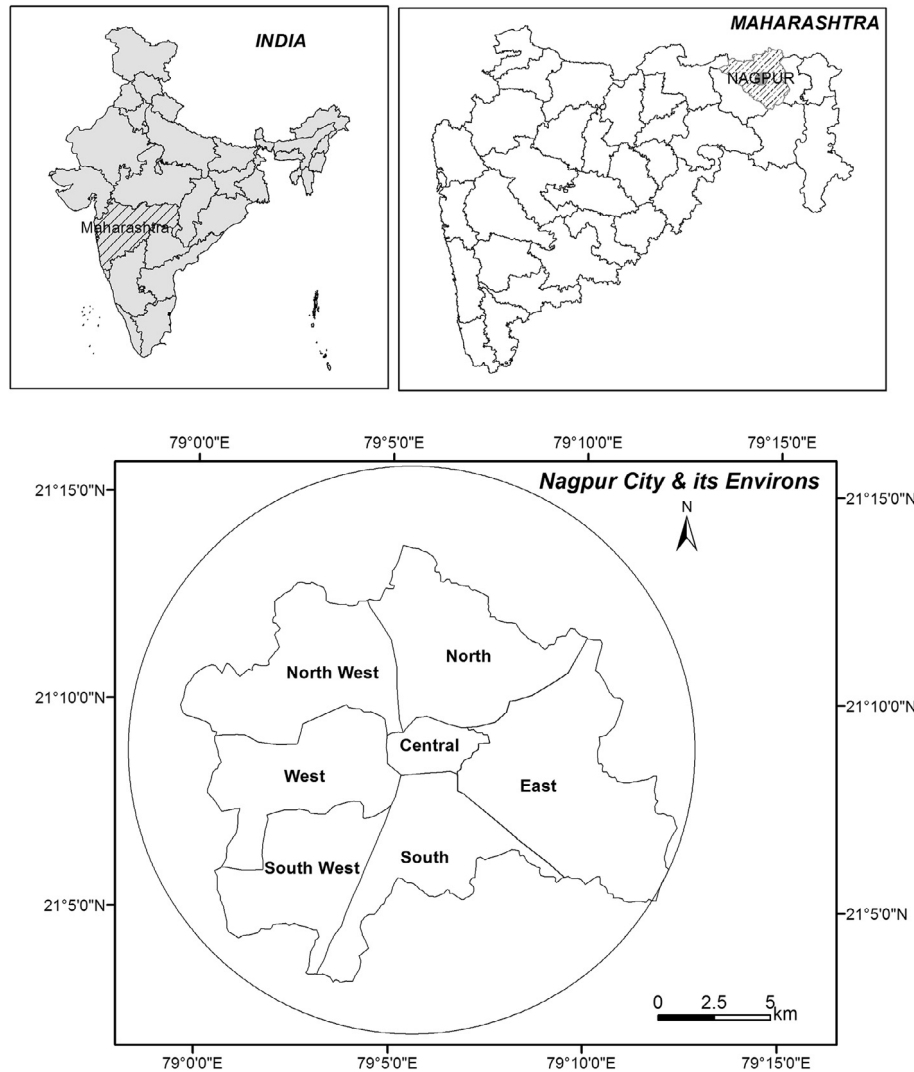 INDIA
Maharashtra
MAHARASHTRA
NAGPUR
79°0'0"E 79°5'0"E 79°10'0"E 79°15'0"E
Nagpur City & its Environs
21°15'0"N 21°15'0"N
N
North
North West
21°10'0"N 21°10'0"N
Central
West
East
South
South West
21°5'0"N 21°5'0"N
0 2.5 5
km
79°0'0"E 79°5'0"E 79°10'0"E 79°15'0"E